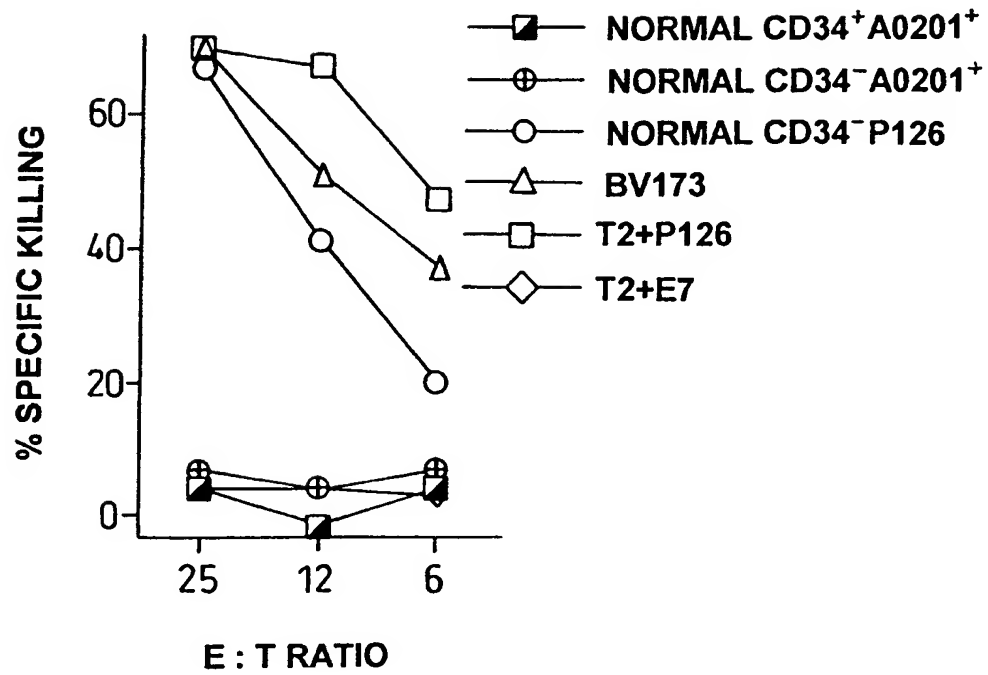 NORMAL CD34⁺A0201⁺
NORMAL CD34⁻A0201⁺
NORMAL CD34⁻P126
BV173
T2+P126
T2+E7
% SPECIFIC KILLING
60
40
20
0
25 12 6
E : T RATIO